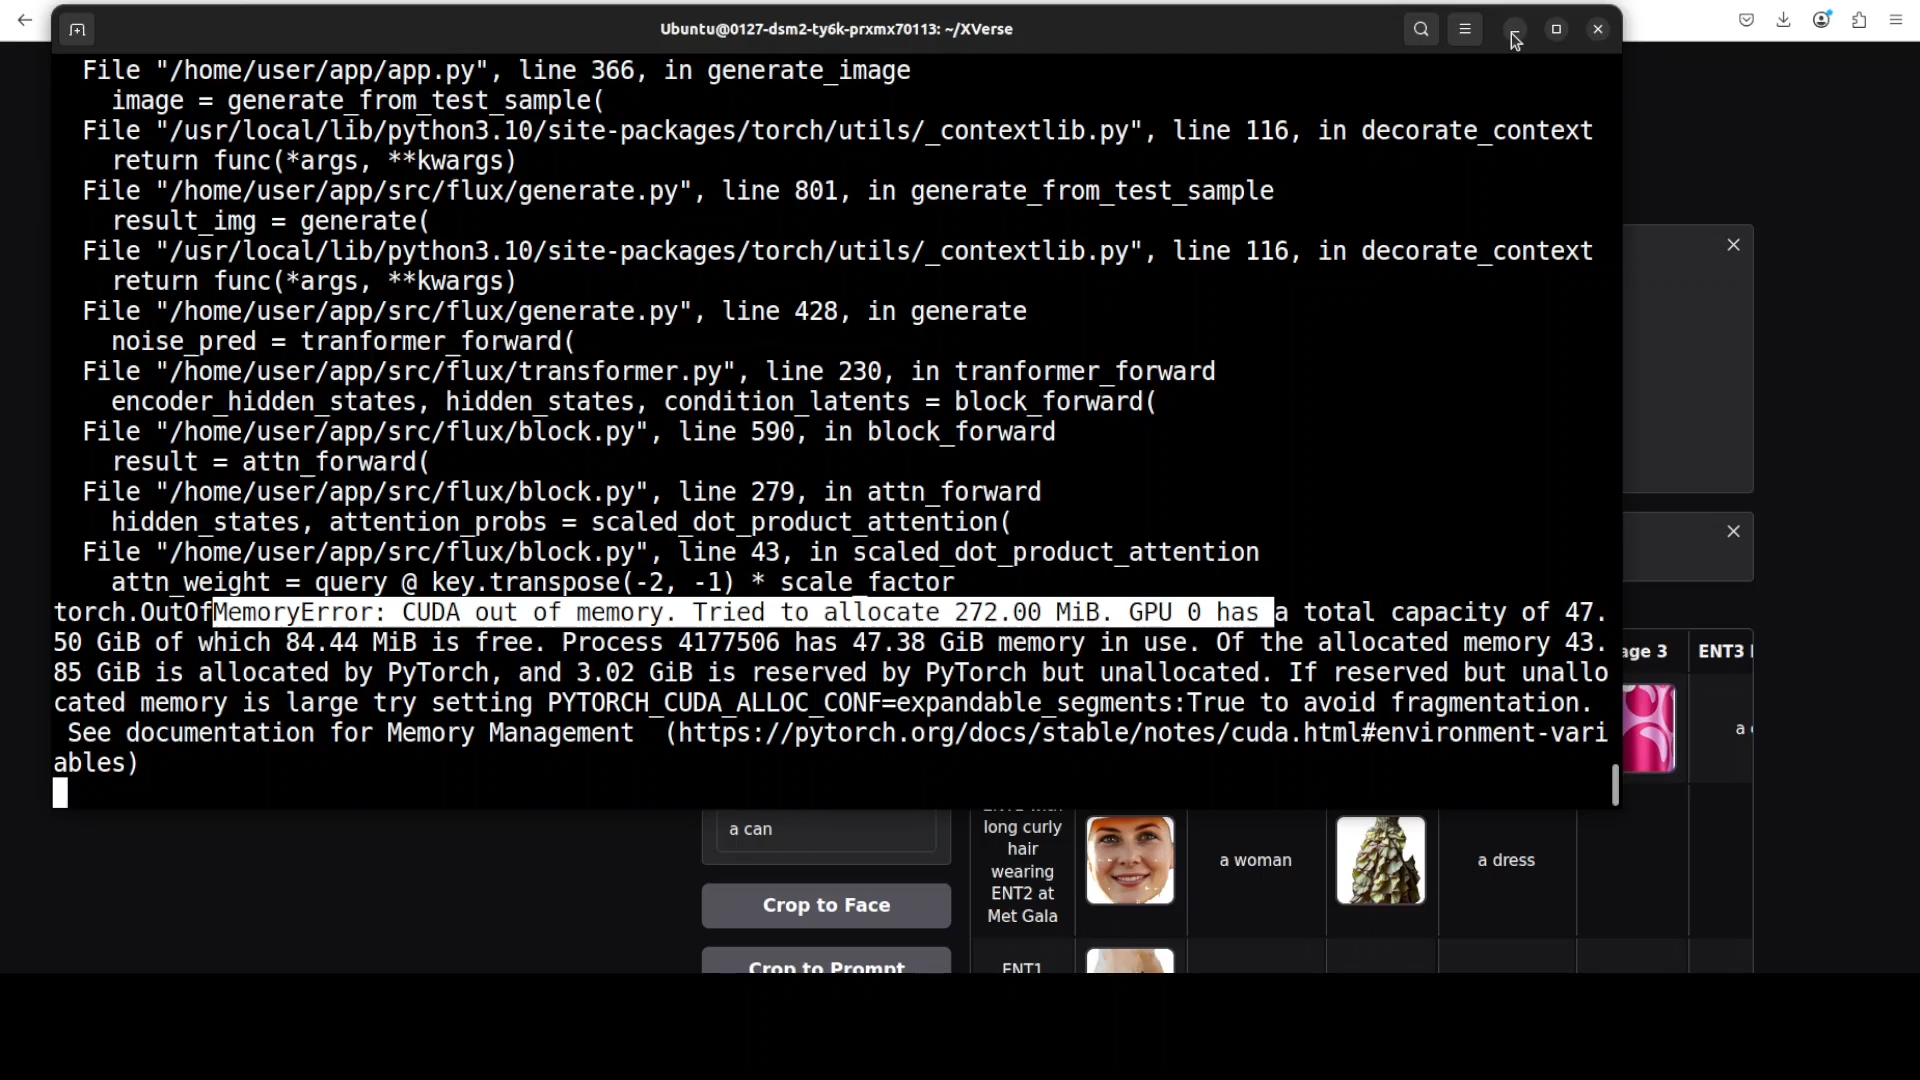 Ubuntu@0127-dsm2-ty6k-prxmx70113: ~/XVerse
File "/home/user/app/app.py", line 366, in generate_image
image = generate_from_test_sample(
File "/usr/local/lib/python3.10/site-packages/torch/utils/_contextlib.py", line 116, in decorate_context
return func(*args, **kwargs)
File "/home/user/app/src/flux/generate.py", line 801, in generate_from_test_sample
result_img = generate(
File "/usr/local/lib/python3.10/site-packages/torch/utils/_contextlib.py", line 116, in decorate_context
return func(*args, **kwargs)
File "/home/user/app/src/flux/generate.py", line 428, in generate
noise_pred = tranformer_forward(
File "/home/user/app/src/flux/transformer.py", line 230, in tranformer_forward
encoder_hidden_states, hidden_states, condition_latents = block_forward(
File "/home/user/app/src/flux/block.py", line 590, in block_forward
result = attn_forward(
File "/home/user/app/src/flux/block.py", line 279, in attn_forward
hidden_states, attention_probs = scaled_dot_product_attention(
File "/home/user/app/src/flux/block.py", line 43, in scaled_dot_product_attention
attn_weight = query @ key.transpose(-2, -1) * scale_factor
torch.OutOfMemoryError: CUDA out of memory. Tried to allocate 272.00 MiB. GPU 0 has a total capacity of 47.
50 GiB of which 84.44 MiB is free. Process 4177506 has 47.38 GiB memory in use. Of the allocated memory 43.
85 GiB is allocated by PyTorch, and 3.02 GiB is reserved by PyTorch but unallocated. If reserved but unallo
cated memory is large try setting PYTORCH_CUDA_ALLOC_CONF=expandable_segments:True to avoid fragmentation.
See documentation for Memory Management  (https://pytorch.org/docs/stable/notes/cuda.html#environment-vari
ables)
age 3
ENT3
a can
Crop to Face
Crop to Prompt
long curly
hair
wearing
ENT2 at
Met Gala
a woman
a dress
ENT1